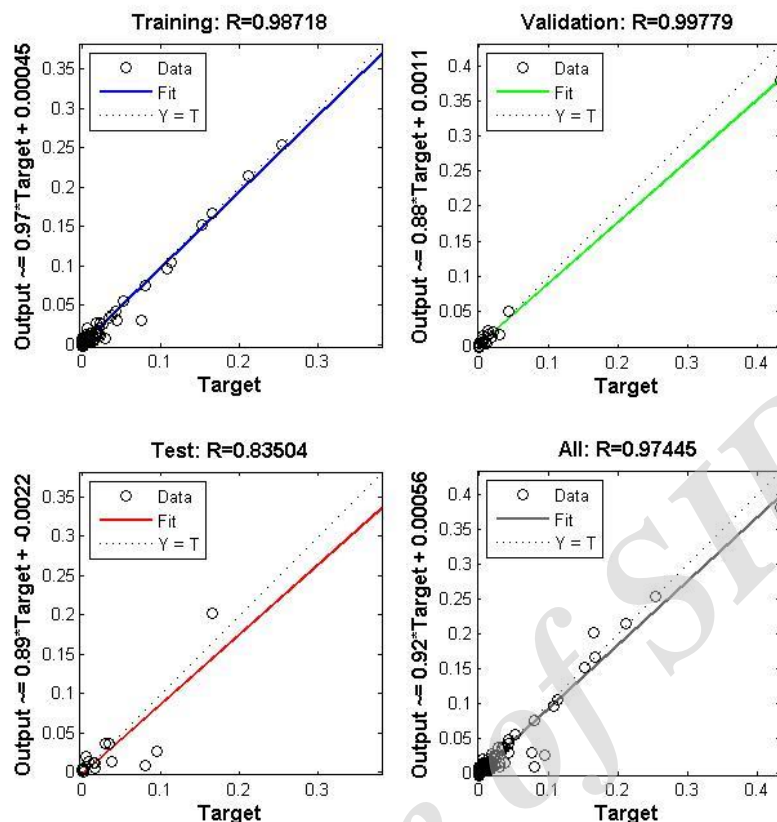 Training: R=0.98718
Output ~= 0.97*Target + 0.00045
0.35
0.3
0.25
0.2
0.15
0.1
0.05
0
Data
Fit
Y = T
0 0.1 0.2 0.3
Target
Validation: R=0.99779
Output ~= 0.88*Target + 0.0011
0.4
0.35
0.3
0.25
0.2
0.15
0.1
0.05
0
Data
Fit
Y = T
0 0.1 0.2 0.3 0.4
Target
Test: R=0.83504
Output ~= 0.89*Target + -0.0022
0.35
0.3
0.25
0.2
0.15
0.1
0.05
0
Data
Fit
Y = T
0 0.1 0.2 0.3
Target
All: R=0.97445
Output ~= 0.92*Target + 0.00056
0.4
0.35
0.3
0.25
0.2
0.15
0.1
0.05
0
Data
Fit
Y = T
0 0.1 0.2 0.3 0.4
Target
of